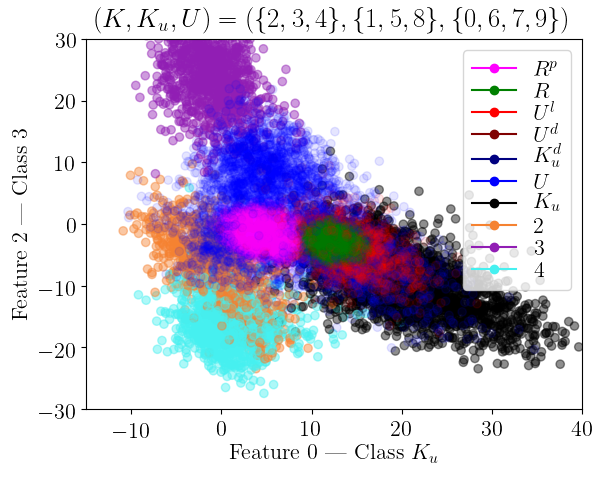 (K, K_u, U) = ({2, 3, 4}, {1, 5, 8}, {0, 6, 7, 9})
30
20
10
0
−10
−20
−30
Feature 2 — Class 3
R^p
R
U^l
U^d
K_u^d
U
K_u
2
3
4
−10
0
10
20
30
40
Feature 0 — Class K_u